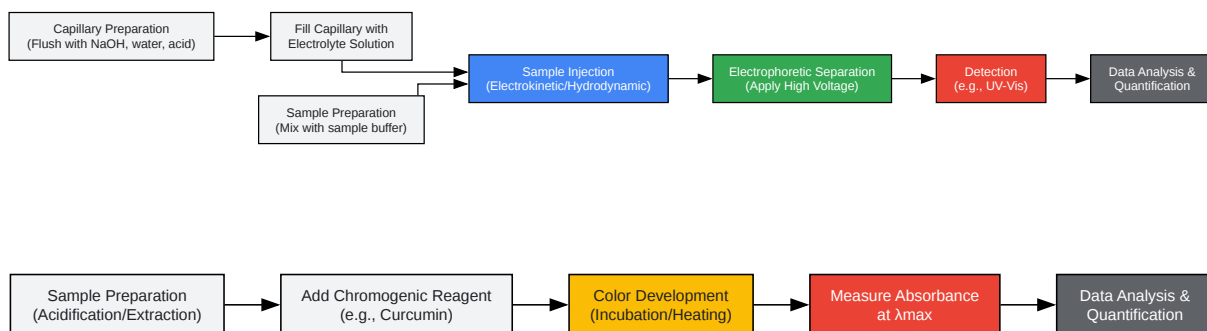 Capillary Preparation
(Flush with NaOH, water, acid)
Fill Capillary with
Electrolyte Solution
Sample Preparation
(Mix with sample buffer)
Sample Injection
(Electrokinetic/Hydrodynamic)
Electrophoretic Separation
(Apply High Voltage)
Detection
(e.g., UV-Vis)
Data Analysis &
Quantification
Sample Preparation
(Acidification/Extraction)
Add Chromogenic Reagent
(e.g., Curcumin)
Color Development
(Incubation/Heating)
Measure Absorbance
at λmax
Data Analysis &
Quantification